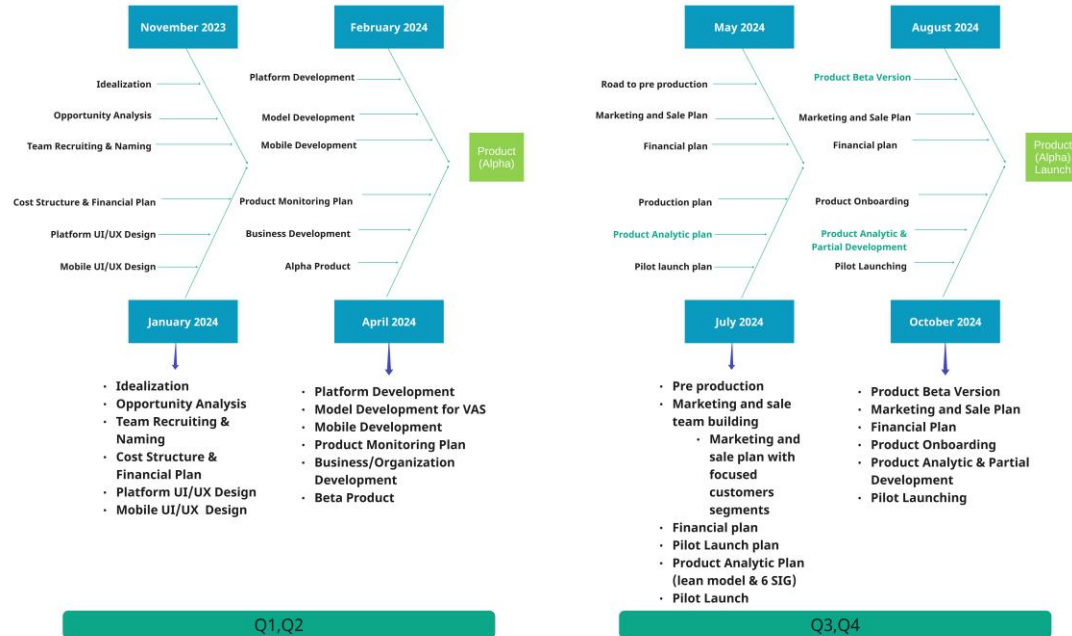 November 2023
February 2024
May 2024
August 2024
Idealization
Opportunity Analysis
Team Recruiting & Naming
Cost Structure & Financial Plan
Platform UI/UX Design
Mobile UI/UX Design
Platform Development
Model Development
Mobile Development
Product Monitoring Plan
Business Development
Alpha Product
Product
(Alpha)
Road to pre production
Marketing and Sale Plan
Financial plan
Production plan
Product Analytic plan
Pilot launch plan
Product Beta Version
Marketing and Sale Plan
Financial plan
Product Onboarding
Product Analytic &
Partial Development
Pilot Launching
Product
(Alpha)
Launch
January 2024
April 2024
July 2024
October 2024
· Idealization
· Opportunity Analysis
· Team Recruiting &
Naming
· Cost Structure &
Financial Plan
· Platform UI/UX Design
· Mobile UI/UX Design
· Platform Development
· Model Development for VAS
· Mobile Development
· Product Monitoring Plan
· Business/Organization
Development
· Beta Product
· Pre production
· Marketing and sale
team building
· Marketing and
sale plan with
focused
customers
segments
· Financial plan
· Pilot Launch plan
· Product Analytic Plan
(lean model & 6 SIG)
· Pilot Launch
· Product Beta Version
· Marketing and Sale Plan
· Financial Plan
· Product Onboarding
· Product Analytic & Partial
Development
· Pilot Launching
Q1,Q2
Q3,Q4